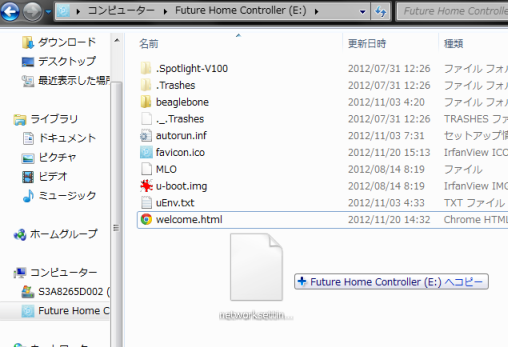 コンピューター ▸ Future Home Controller (E:) ▸
Future Home Controller
ダウンロード
デスクトップ
最近表示した場所
ライブラリ
ドキュメント
ピクチャ
ビデオ
ミュージック
ホームグループ
コンピューター
S3A8265D002 (
Future Home C
名前 更新日時 種類
.Spotlight-V100 2012/07/31 12:26 ファイル フォル
.Trashes 2012/07/31 12:26 ファイル フォル
beaglebone 2012/11/03 4:20 ファイル フォル
._.Trashes 2012/07/31 12:26 TRASHES ファ
autorun.inf 2012/11/03 7:31 セットアップ情
favicon.ico 2012/11/20 15:13 IrfanView ICO
MLO 2012/08/14 8:19 ファイル
u-boot.img 2012/08/14 8:19 IrfanView IMG
uEnv.txt 2012/11/03 4:33 TXT ファイル
welcome.html 2012/11/20 14:32 Chrome HTML
Future Home Controller (E:) へコピー
networksettin...